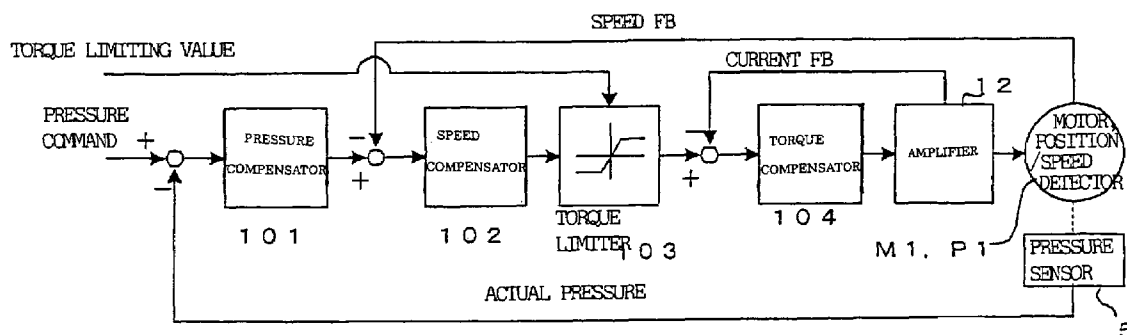 SPEED FB
TORQUE LIMITING VALUE
CURRENT FB
12
PRESSURE
COMMAND
+
-
PRESSURE
COMPENSATOR
101
-
+
SPEED
COMPENSATOR
102
TORQUE
LIMITER
103
-
+
TORQUE
COMPENSATOR
104
AMPLIFIER
MOTOR,
POSITION
/SPEED
DETECTOR
M1, P1
PRESSURE
SENSOR
5
ACTUAL PRESSURE